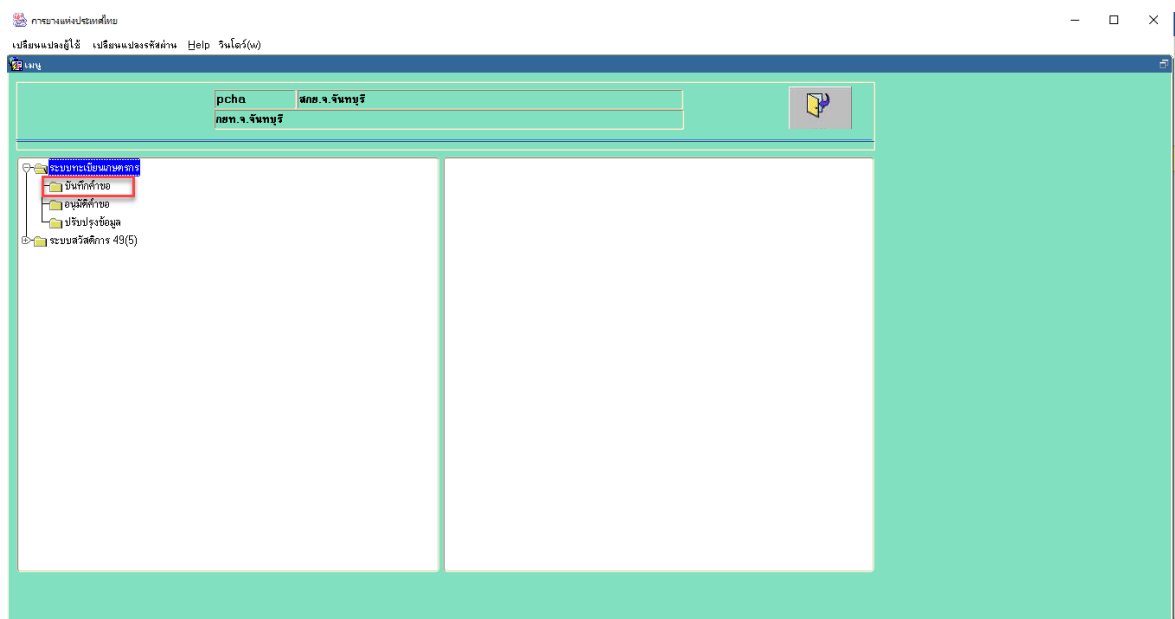 การยางแห่งประเทศไทย
เปลี่ยนแปลงผู้ใช้ เปลี่ยนแปลงรหัสผ่าน Help วินโดว์(w)
เมนู
pcha สกย.จ.จันทบุรี
กยท.จ.จันทบุรี
ระบบทะเบียนเกษตรกร
บันทึกคำขอ
อนุมัติคำขอ
ปรับปรุงข้อมูล
ระบบสวัสดิการ 49(5)